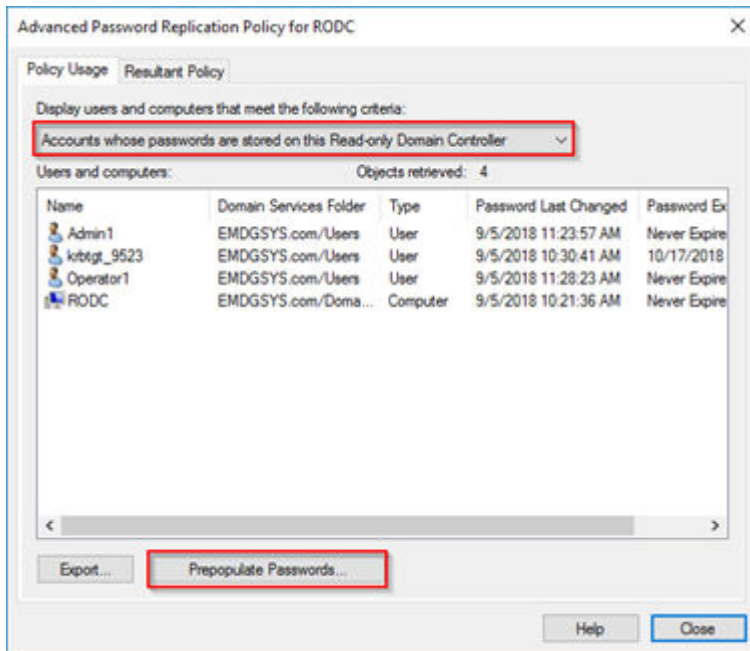 Advanced Password Replication Policy for RODC
Policy Usage Resultant Policy
Display users and computers that meet the following criteria:
Accounts whose passwords are stored on this Read-only Domain Controller
Users and computers: Objects retrieved: 4
Name Domain Services Folder Type Password Last Changed Password Ex
Admin1 EMDGSYS.com/Users User 9/5/2018 11:23:57 AM Never Expire
krbtgt_9523 EMDGSYS.com/Users User 9/5/2018 10:30:41 AM 10/17/2018
Operator1 EMDGSYS.com/Users User 9/5/2018 11:28:23 AM Never Expire
RODC EMDGSYS.com/Doma... Computer 9/5/2018 10:21:36 AM Never Expire
Export... Prepopulate Passwords...
Help Close